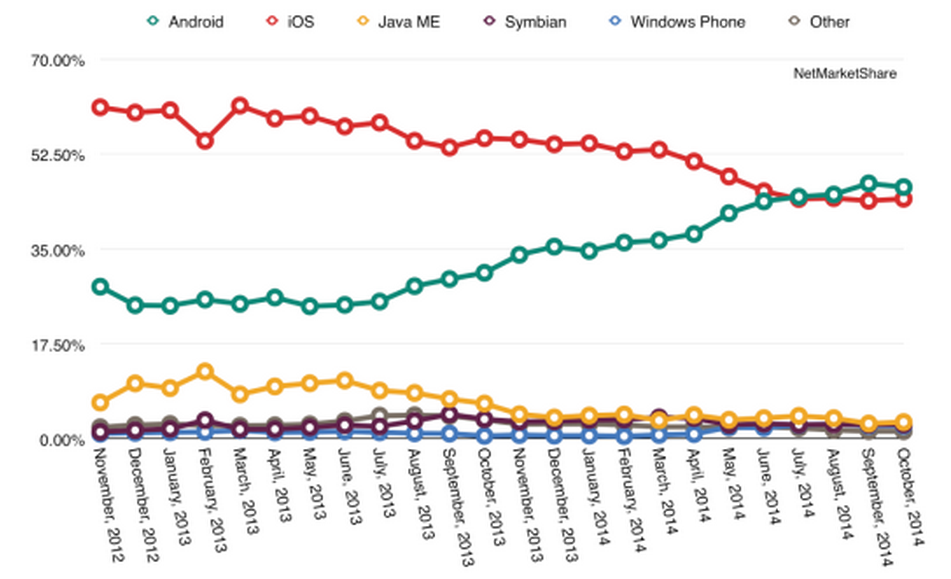 Android iOS Java ME Symbian Windows Phone Other
70.00%
NetMarketShare
52.50%
35.00%
17.50%
0.00%
November, 2012
December, 2012
January, 2013
February, 2013
March, 2013
April, 2013
May, 2013
June, 2013
July, 2013
August, 2013
September, 2013
October, 2013
November, 2013
December, 2013
January, 2014
February, 2014
March, 2014
April, 2014
May, 2014
June, 2014
July, 2014
August, 2014
September, 2014
October, 2014